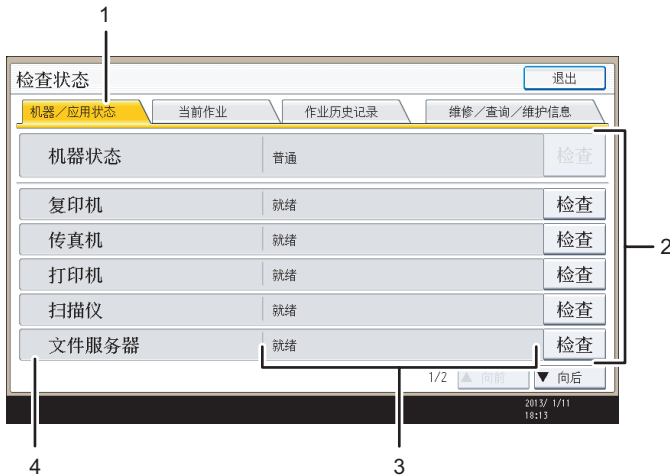 1
检查状态 退出
机器／应用状态 当前作业 作业历史记录 维修／查询／维护信息
机器状态 普通 检查
复印机 就绪 检查
传真机 就绪 检查
2
打印机 就绪 检查
扫描仪 就绪 检查
文件服务器 就绪 检查
1/2 ▲ 向前 ▼ 向后
2013/ 1/11
18:13
4 3